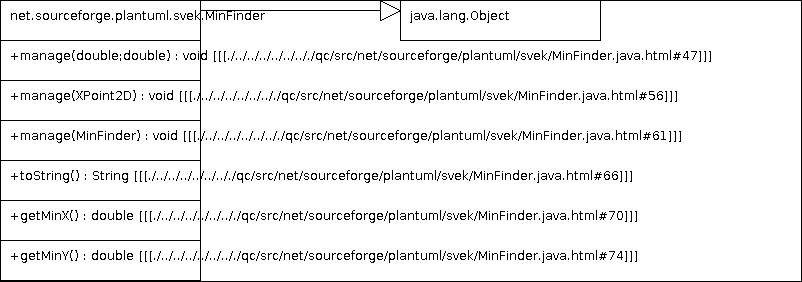 net.sourceforge.plantuml.svek.MinFinder
java.lang.Object
+manage(double;double) : void [[[./../../../../../../../qc/src/net/sourceforge/plantuml/svek/MinFinder.java.html#47]]]
+manage(XPoint2D) : void [[[./../../../../../../../qc/src/net/sourceforge/plantuml/svek/MinFinder.java.html#56]]]
+manage(MinFinder) : void [[[./../../../../../../../qc/src/net/sourceforge/plantuml/svek/MinFinder.java.html#61]]]
+toString() : String [[[./../../../../../../../qc/src/net/sourceforge/plantuml/svek/MinFinder.java.html#66]]]
+getMinX() : double [[[./../../../../../../../qc/src/net/sourceforge/plantuml/svek/MinFinder.java.html#70]]]
+getMinY() : double [[[./../../../../../../../qc/src/net/sourceforge/plantuml/svek/MinFinder.java.html#74]]]